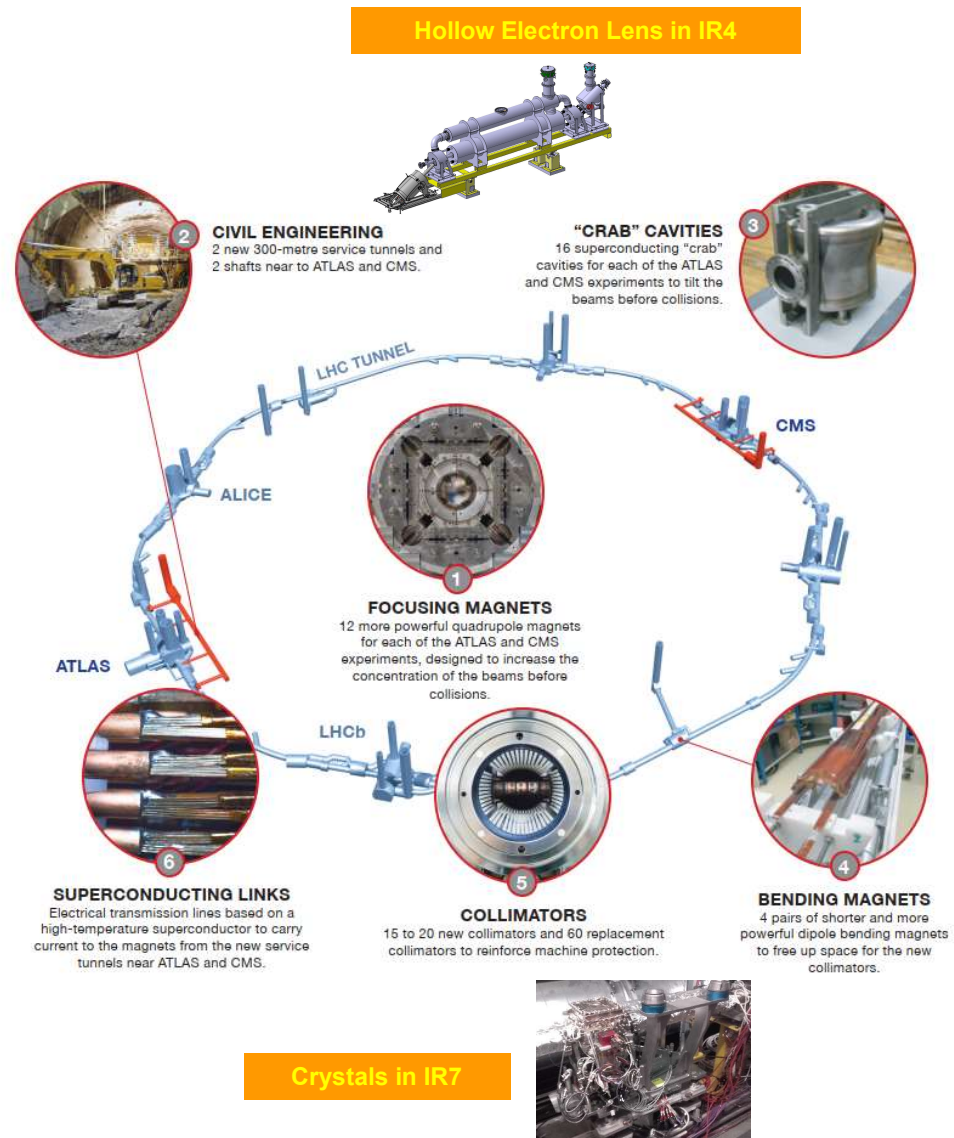 Hollow Electron Lens in IR4
2
CIVIL ENGINEERING
2 new 300-metre service tunnels and
2 shafts near to ATLAS and CMS.
“CRAB” CAVITIES
16 superconducting “crab”
cavities for each of the ATLAS
and CMS experiments to tilt the
beams before collisions.
3
LHC TUNNEL
CMS
ALICE
1
FOCUSING MAGNETS
12 more powerful quadrupole magnets
for each of the ATLAS and CMS
experiments, designed to increase the
concentration of the beams before
collisions.
ATLAS
LHCb
6
SUPERCONDUCTING LINKS
Electrical transmission lines based on a
high-temperature superconductor to carry
current to the magnets from the new service
tunnels near ATLAS and CMS.
5
COLLIMATORS
15 to 20 new collimators and 60 replacement
collimators to reinforce machine protection.
4
BENDING MAGNETS
4 pairs of shorter and more
powerful dipole bending magnets
to free up space for the new
collimators.
Crystals in IR7